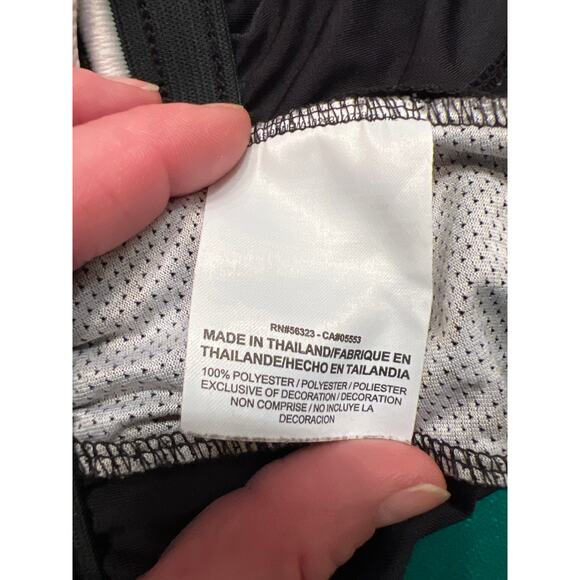 RN#56323 - CA#05553
MADE IN THAILAND/FABRIQUE EN
THAILANDE/HECHO EN TAILANDIA
100% POLYESTER / POLYESTER / POLIESTER
EXCLUSIVE OF DECORATION / DECORATION
NON COMPRISE / NO INCLUYE LA
DECORACION